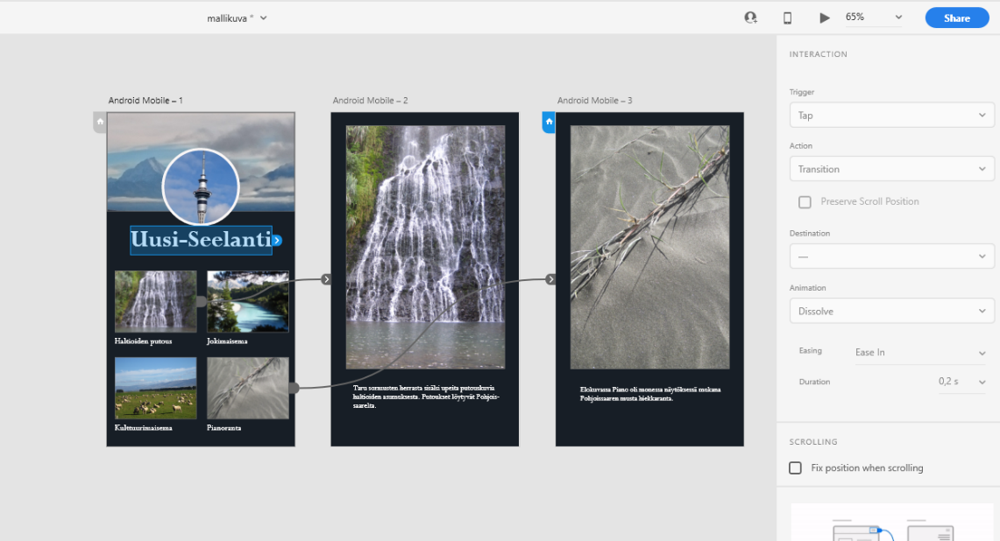 mallikuva *
65%
Share
INTERACTION
Android Mobile – 1
Android Mobile – 2
Android Mobile – 3
Trigger
Tap
Action
Transition
Preserve Scroll Position
Uusi-Seelanti
Destination
—
Animation
Dissolve
Haltioiden putous
Jokimaisema
Easing
Ease In
Duration
0,2 s
Taru sormusten herrasta sisälsi upeita putouskuvia
haltioiden asumuksesta. Putoukset löytyvät Pohjois-
saarelta.
Elokuvassa Piano oli monessa näytöksessä mukana
Pohjoissaaren musta hiekkaranta.
Kulttuurimaisema
Pianoranta
SCROLLING
Fix position when scrolling